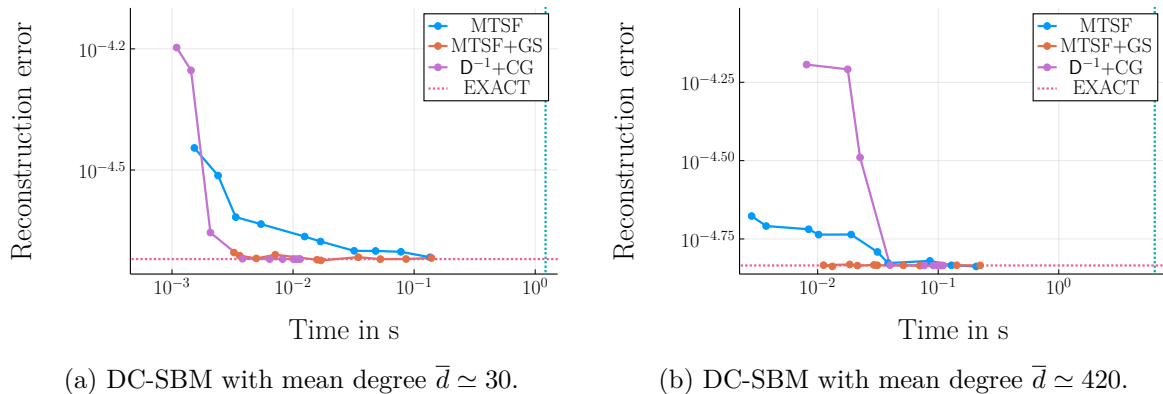 Reconstruction error
10^{-4.2}
10^{-4.5}
MTSF
MTSF+GS
D^{-1}+CG
EXACT
10^{-3}
10^{-2}
10^{-1}
10^{0}
Time in s
(a) DC-SBM with mean degree \overline{d} ≃ 30.
Reconstruction error
10^{-4.25}
10^{-4.50}
10^{-4.75}
MTSF
MTSF+GS
D^{-1}+CG
EXACT
10^{-2}
10^{-1}
10^{0}
Time in s
(b) DC-SBM with mean degree \overline{d} ≃ 420.